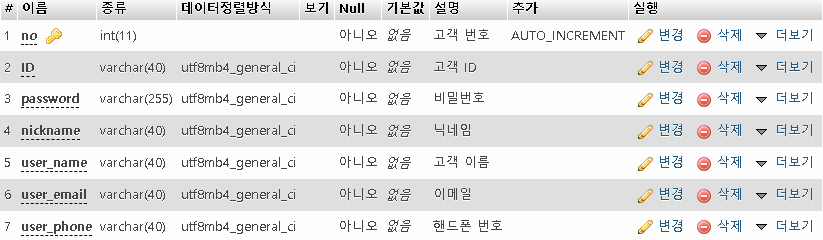 # 이름 종류 데이터정렬방식 보기 Null 기본값 설명 추가 실행
1 no int(11) 아니오 없음 고객 번호 AUTO_INCREMENT 변경 삭제 더보기
2 ID varchar(40) utf8mb4_general_ci 아니오 없음 고객 ID 변경 삭제 더보기
3 password varchar(255) utf8mb4_general_ci 아니오 없음 비밀번호 변경 삭제 더보기
4 nickname varchar(40) utf8mb4_general_ci 아니오 없음 닉네임 변경 삭제 더보기
5 user_name varchar(40) utf8mb4_general_ci 아니오 없음 고객 이름 변경 삭제 더보기
6 user_email varchar(40) utf8mb4_general_ci 아니오 없음 이메일 변경 삭제 더보기
7 user_phone varchar(40) utf8mb4_general_ci 아니오 없음 핸드폰 번호 변경 삭제 더보기